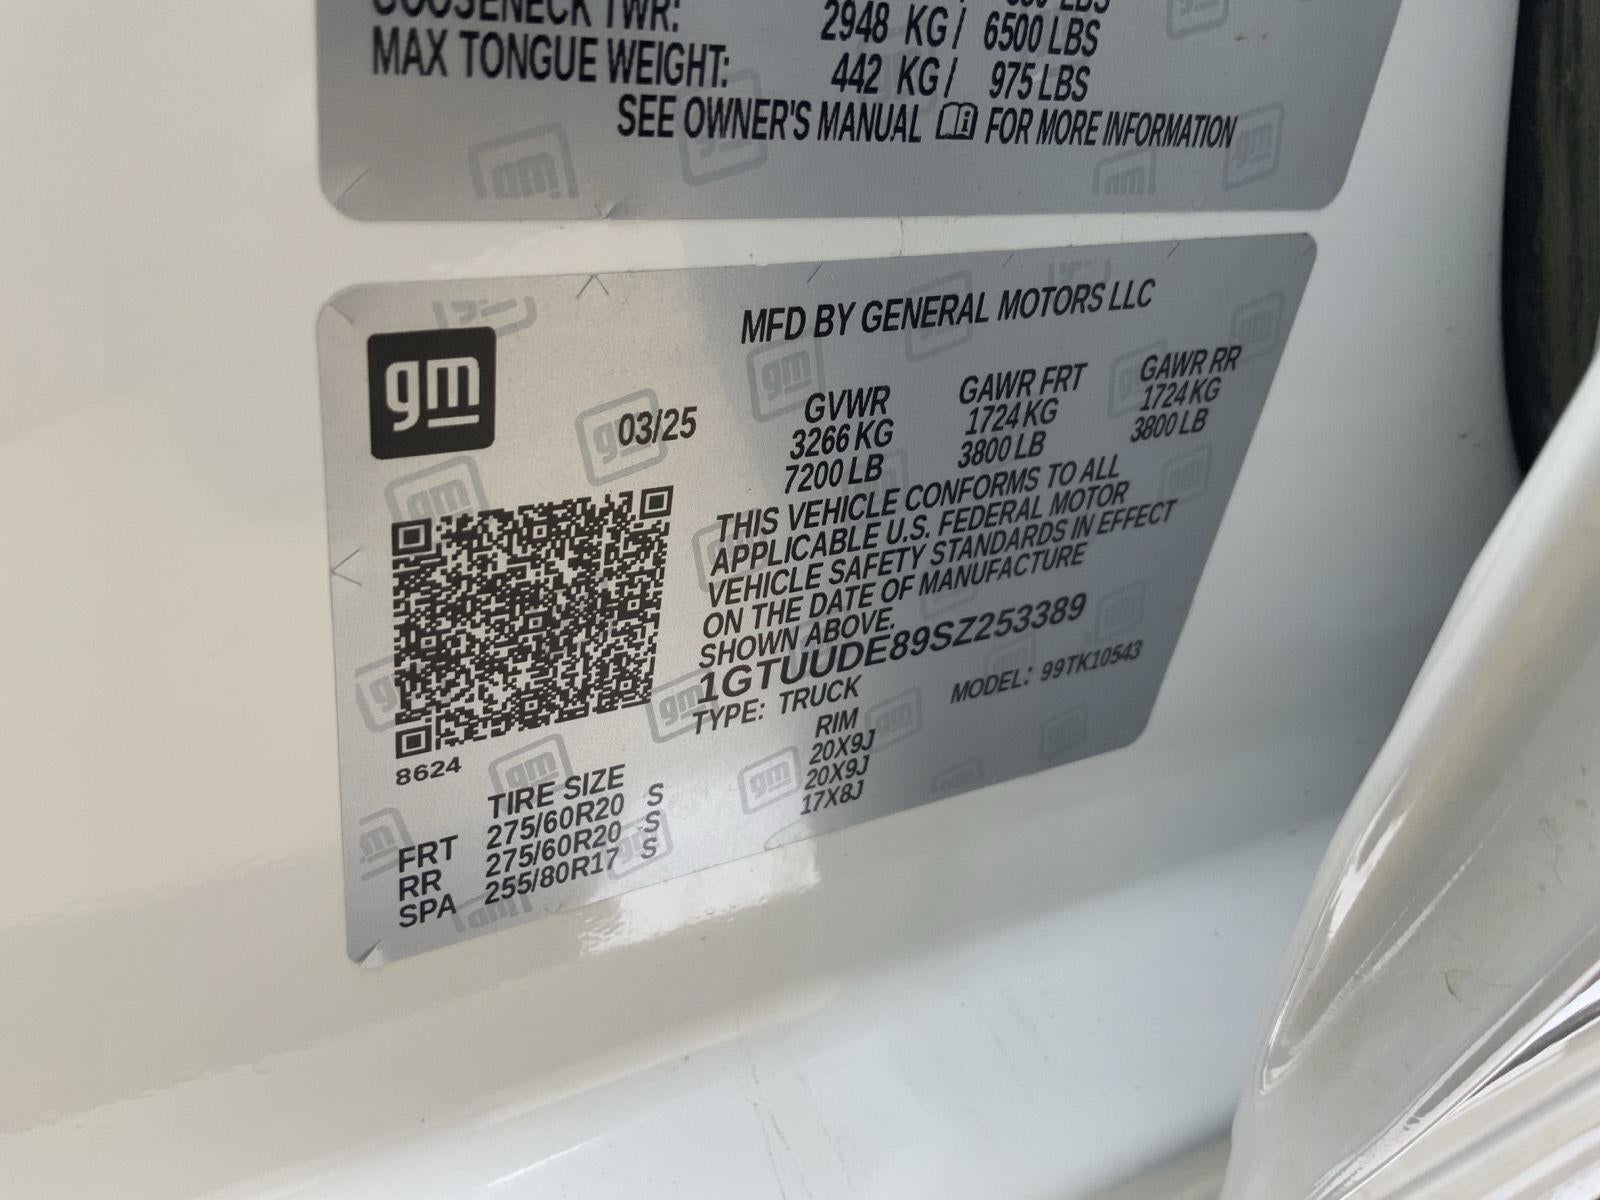 GOOSENECK TWR: 2948 KG / 6500 LBS
MAX TONGUE WEIGHT: 442 KG / 975 LBS
SEE OWNER'S MANUAL FOR MORE INFORMATION
gm
MFD BY GENERAL MOTORS LLC
03/25
GVWR GAWR FRT GAWR RR
3266 KG 1724 KG 1724 KG
7200 LB 3800 LB 3800 LB
THIS VEHICLE CONFORMS TO ALL
APPLICABLE U.S. FEDERAL MOTOR
VEHICLE SAFETY STANDARDS IN EFFECT
ON THE DATE OF MANUFACTURE
SHOWN ABOVE.
1GTUUDE89SZ253389
TYPE: TRUCK MODEL: 99TK10543
8624
TIRE SIZE RIM
FRT 275/60R20 S 20X9J
RR 275/60R20 S 20X9J
SPA 255/80R17 S 17X8J